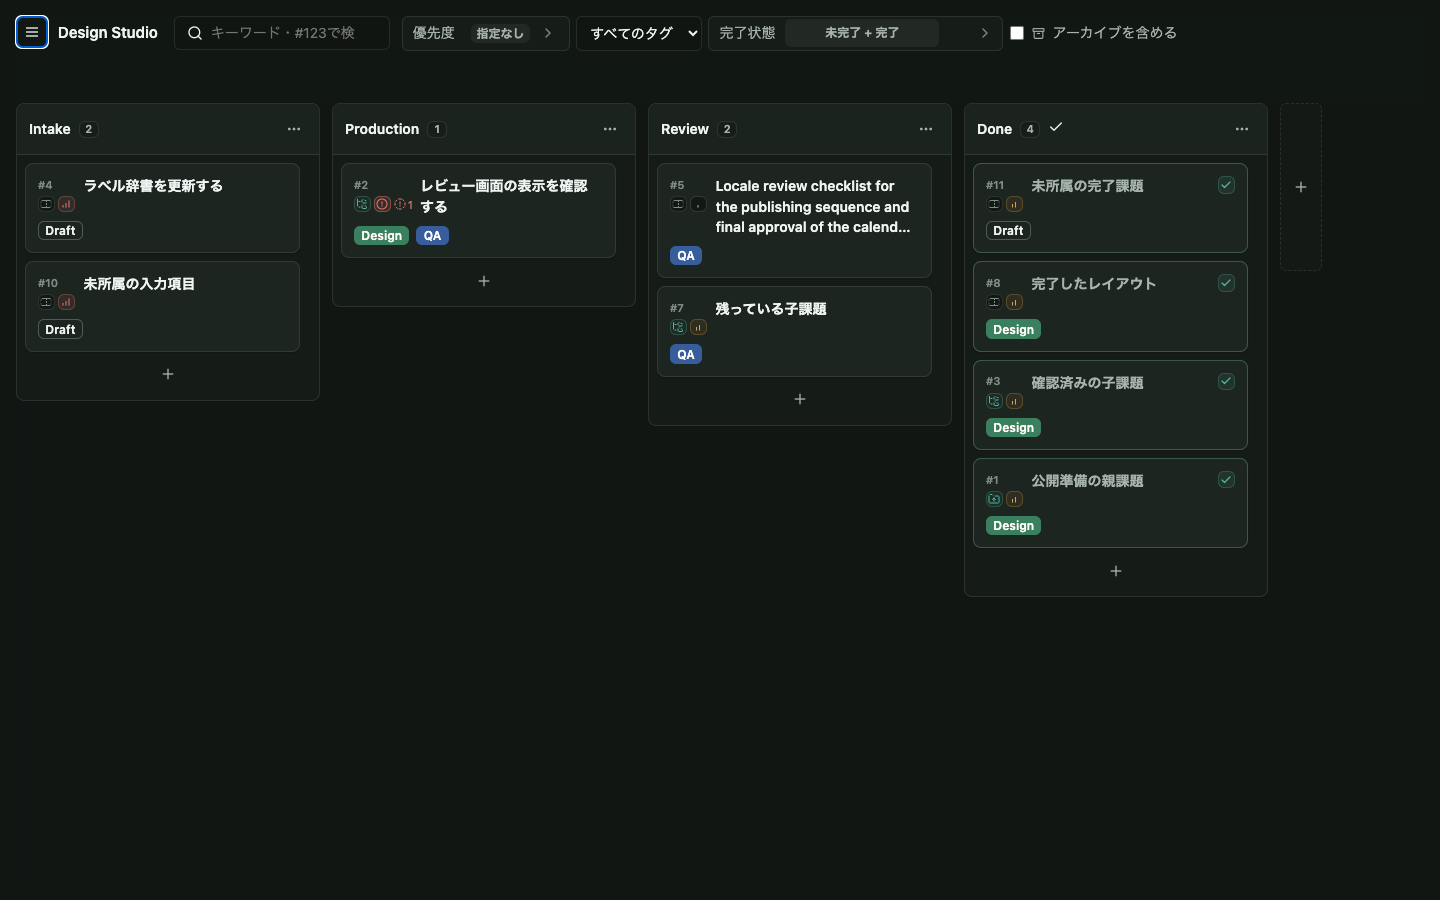 Design Studio
キーワード・#123で検
優先度 指定なし
すべてのタグ
完了状態 未完了 + 完了
アーカイブを含める
Intake 2
#4 ラベル辞書を更新する
Draft
#10 未所属の入力項目
Draft
Production 1
#2 レビュー画面の表示を確認
する
1
Design QA
Review 2
#5 Locale review checklist for
the publishing sequence and
final approval of the calend...
QA
#7 残っている子課題
QA
Done 4
#11 未所属の完了課題
Draft
#8 完了したレイアウト
Design
#3 確認済みの子課題
Design
#1 公開準備の親課題
Design